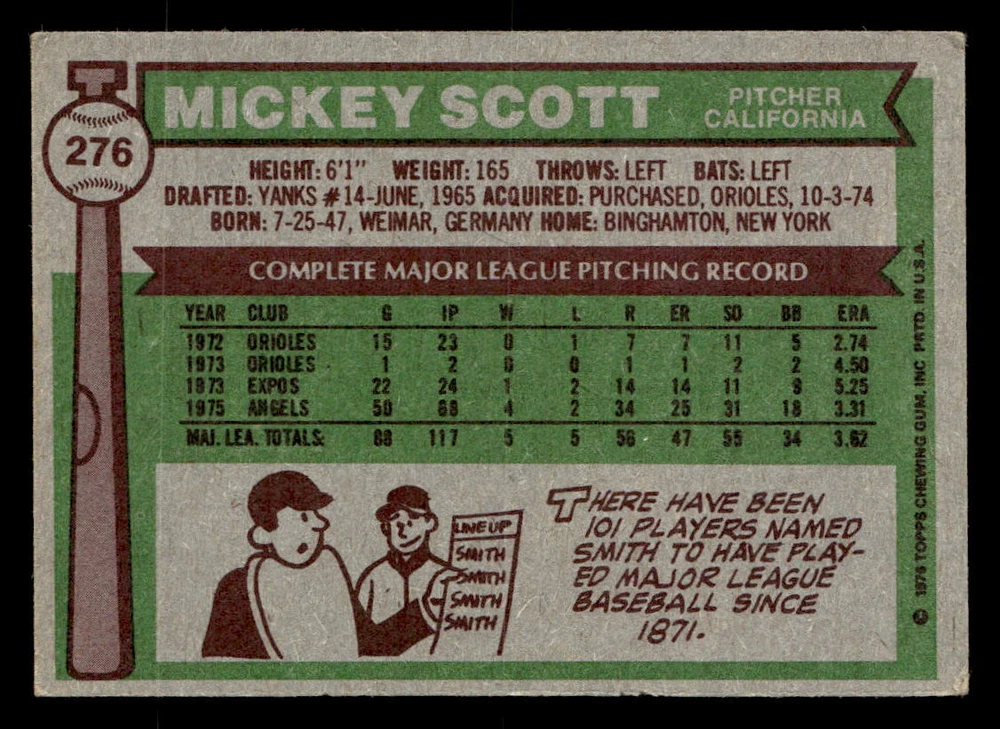 T
276
MICKEY SCOTT
PITCHER
CALIFORNIA
HEIGHT: 6'1" WEIGHT: 165 THROWS: LEFT BATS: LEFT
DRAFTED: YANKS #14-JUNE, 1965 ACQUIRED: PURCHASED, ORIOLES, 10-3-74
BORN: 7-25-47, WEIMAR, GERMANY HOME: BINGHAMTON, NEW YORK
COMPLETE MAJOR LEAGUE PITCHING RECORD
YEAR CLUB G IP W L R ER SO BB ERA
1972 ORIOLES 15 23 0 1 7 7 11 5 2.74
1973 ORIOLES 1 2 0 0 1 1 2 2 4.50
1973 EXPOS 22 24 1 2 14 14 11 9 5.25
1975 ANGELS 50 68 4 2 34 25 31 18 3.31
MAJ. LEA. TOTALS: 88 117 5 5 56 47 55 34 3.62
LINE UP
SMITH
SMITH
SMITH
SMITH
THERE HAVE BEEN
101 PLAYERS NAMED
SMITH TO HAVE PLAY-
ED MAJOR LEAGUE
BASEBALL SINCE
1871.
© 1976 TOPPS CHEWING GUM, INC. PRTD. IN U.S.A.